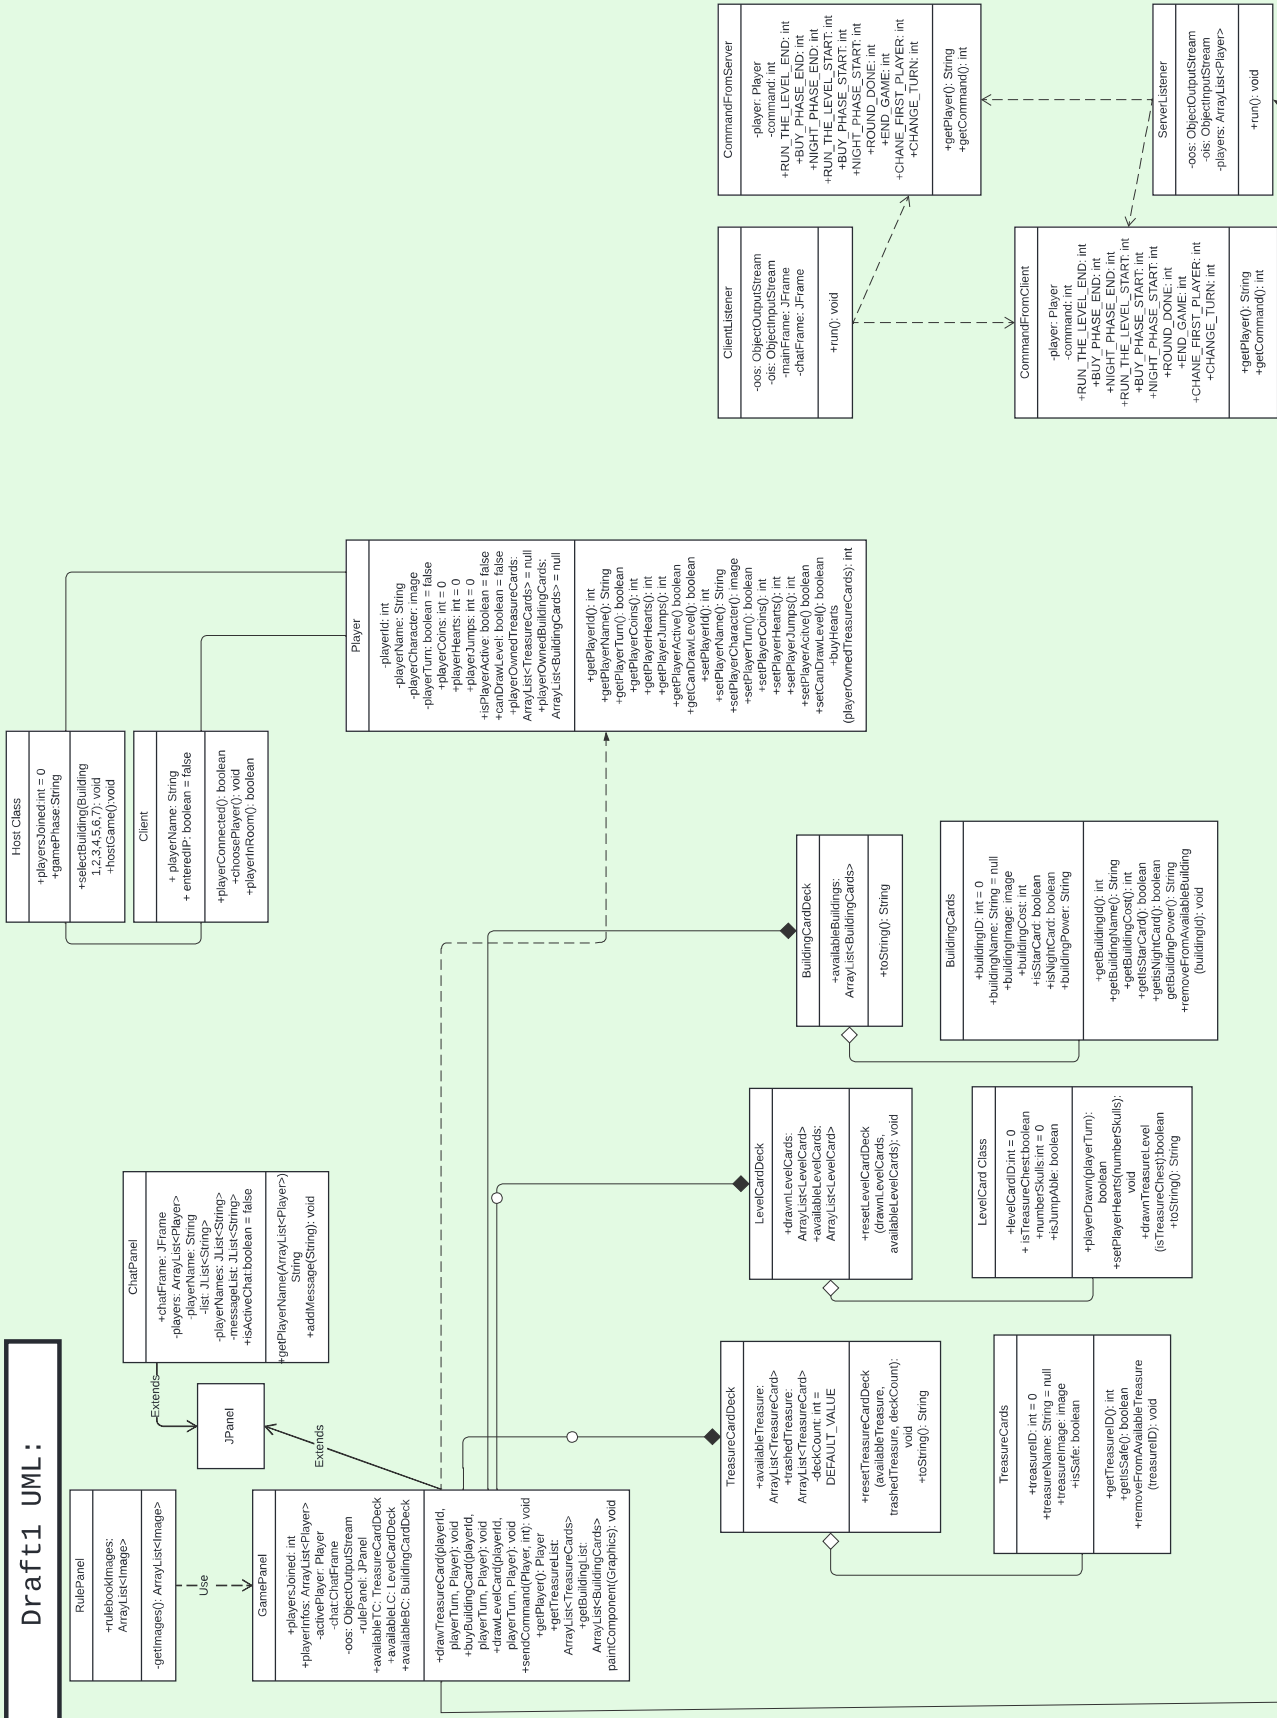 Draft1 UML:
RulePanel
+rulebookImages:
ArrayList<Image>
-getImages(): ArrayList<Image>
Use
GamePanel
+playersJoined: int
+playerInfos: ArrayList<Player>
-activePlayer: Player
-chat:ChatFrame
-oos: ObjectOutputStream
-rulePanel: JPanel
+availableTC: TreasureCardDeck
+availableLC: LevelCardDeck
+availableBC: BuildingCardDeck
+drawTreasureCard(playerId,
playerTurn, Player): void
+buyBuildingCard(playerId,
playerTurn, Player): void
+drawLevelCard(playerId,
playerTurn, Player): void
+sendCommand(Player, int): void
+getPlayer(): Player
+getTreasureList:
ArrayList<TreasureCards>
+getBuildingList:
ArrayList<BuildingCards>
paintComponent(Graphics): void
ChatPanel
+chatFrame: JFrame
-players: ArrayList<Player>
-playerName: String
-list: JList<String>
-playerNames: JList<String>
-messageList: JList<String>
+isActiveChat:boolean = false
+getPlayerName(ArrayList<Player>)
String
+addMessage(String): void
Extends
JPanel
Extends
TreasureCardDeck
+availableTreasure:
ArrayList<TreasureCard>
+trashedTreasure:
ArrayList<TreasureCard>
-deckCount: int =
DEFAULT_VALUE
+resetTreasureCardDeck
(availableTreasure,
trashedTreasure, deckCount):
void
+toString(): String
TreasureCards
+treasureID: int = 0
+treasureName: String = null
+treasureImage: image
+isSafe: boolean
+getTreasureID(): int
+getIsSafe(): boolean
+removeFromAvailableTreasure
(treasureID): void
LevelCardDeck
+drawnLevelCards:
ArrayList<LevelCard>
+availableLevelCards:
ArrayList<LevelCard>
+resetLevelCardDeck
(drawnLevelCards,
availableLevelCards): void
LevelCard Class
+levelCardID:int = 0
+ isTreasureChest:boolean
+numberSkulls:int = 0
+isJumpAble: boolean
+playerDrawn(playerTurn):
boolean
+setPlayerHearts(numberSkulls):
void
+drawnTreasureLevel
(isTreasureChest):boolean
+toString(): String
BuildingCardDeck
+availableBuildings:
ArrayList<BuildingCards>
+toString(): String
BuildingCards
+buildingID: int = 0
+buildingName: String = null
+buildingImage: image
+buildingCost: int
+isStarCard: boolean
+isNightCard: boolean
+buildingPower: String
+getBuildingId(): int
+getBuildingName(): String
+getBuildingCost(): int
+getIsStarCard(): boolean
+getisNightCard(): boolean
getBuildingPower(): String
+removeFromAvailableBuilding
(buildingId): void
Host Class
+playersJoined:int = 0
+gamePhase:String
+selectBuilding(Building
1,2,3,4,5,6,7): void
+hostGame():void
Client
+ playerName: String
+ enteredIP: boolean = false
+playerConnected(): boolean
+choosePlayer(): void
+playerInRoom(): boolean
Player
-playerId: int
-playerName: String
-playerCharacter: image
-playerTurn: boolean = false
+playerCoins: int = 0
+playerHearts: int = 0
+playerJumps: int = 0
+isPlayerActive: boolean = false
+canDrawLevel: boolean = false
+playerOwnedTreasureCards:
ArrayList<TreasureCards> = null
+playerOwnedBuildingCards:
ArrayList<BuildingCards> = null
+getPlayerId(): int
+getPlayerName(): String
+getPlayerTurn(): boolean
+getPlayerCoins(): int
+getPlayerHearts(): int
+getPlayerJumps(): int
+getPlayerActive() boolean
+getCanDrawLevel(): boolean
+setPlayerId(): int
+setPlayerName(): String
+setPlayerCharacter(): image
+setPlayerTurn(): boolean
+setPlayerCoins(): int
+setPlayerHearts(): int
+setPlayerJumps(): int
+setPlayerAcitve() boolean
+setCanDrawLevel(): boolean
+buyHearts
(playerOwnedTreasureCards): int
ClientListener
-oos: ObjectOutputStream
-ois: ObjectInputStream
-mainFrame: JFrame
-chatFrame: JFrame
+run(): void
CommandFromServer
-player: Player
-command: int
+RUN_THE_LEVEL_END: int
+BUY_PHASE_END: int
+NIGHT_PHASE_END: int
+RUN_THE_LEVEL_START: int
+BUY_PHASE_START: int
+NIGHT_PHASE_START: int
+ROUND_DONE: int
+END_GAME: int
+CHANE_FIRST_PLAYER: int
+CHANGE_TURN: int
+getPlayer(): String
+getCommand(): int
CommandFromClient
-player: Player
-command: int
+RUN_THE_LEVEL_END: int
+BUY_PHASE_END: int
+NIGHT_PHASE_END: int
+RUN_THE_LEVEL_START: int
+BUY_PHASE_START: int
+NIGHT_PHASE_START: int
+ROUND_DONE: int
+END_GAME: int
+CHANE_FIRST_PLAYER: int
+CHANGE_TURN: int
+getPlayer(): String
+getCommand(): int
ServerListener
-oos: ObjectOutputStream
-ois: ObjectInputStream
-players: ArrayList<Player>
+run(): void